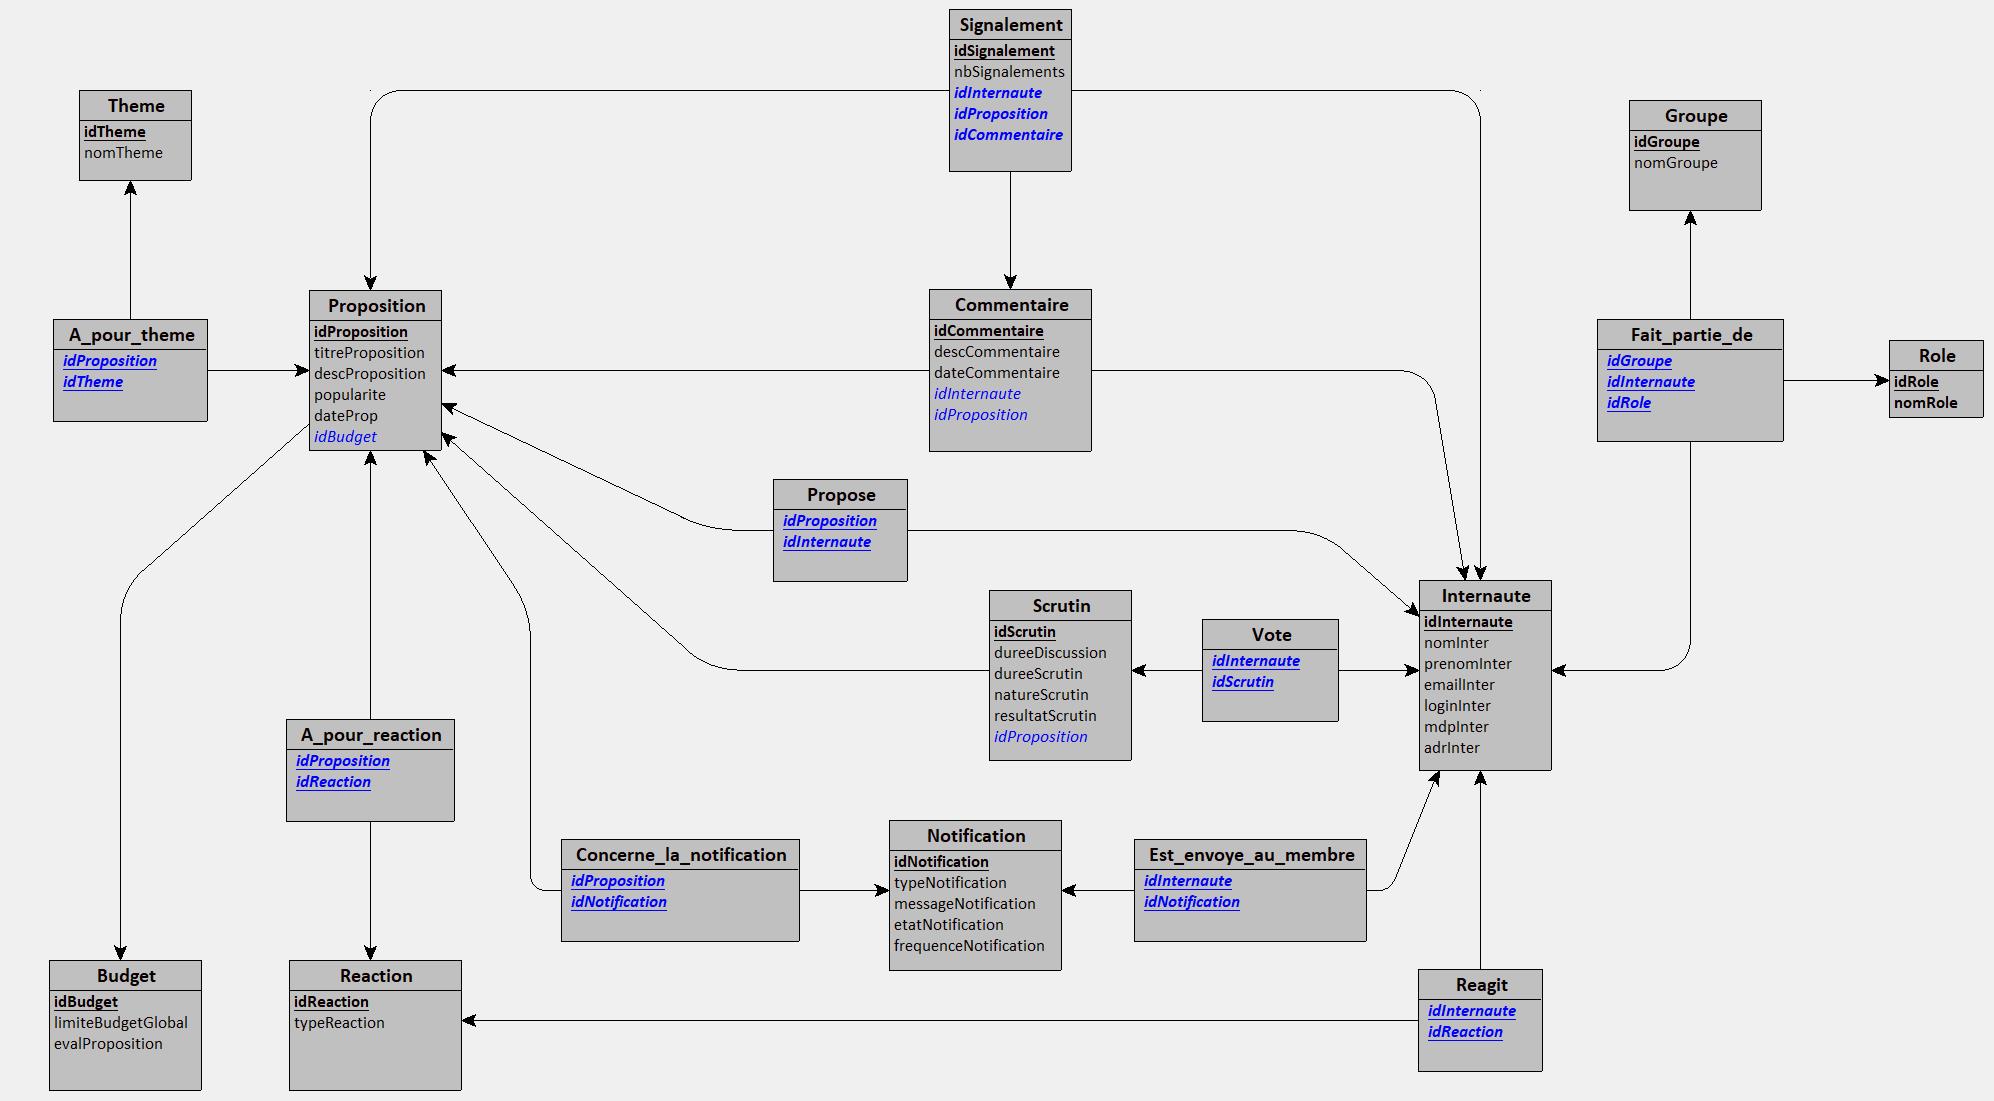 Signalement
idSignalement
nbSignalements
idInternaute
idProposition
idCommentaire
Theme
idTheme
nomTheme
Groupe
idGroupe
nomGroupe
A_pour_theme
idProposition
idTheme
Proposition
idProposition
titreProposition
descProposition
popularite
dateProp
idBudget
Commentaire
idCommentaire
descCommentaire
dateCommentaire
idInternaute
idProposition
Fait_partie_de
idGroupe
idInternaute
idRole
Role
idRole
nomRole
Propose
idProposition
idInternaute
Scrutin
idScrutin
dureeDiscussion
dureeScrutin
natureScrutin
resultatScrutin
idProposition
Vote
idInternaute
idScrutin
Internaute
idInternaute
nomInter
prenomInter
emailInter
loginInter
mdpInter
adrInter
A_pour_reaction
idProposition
idReaction
Concerne_la_notification
idProposition
idNotification
Notification
idNotification
typeNotification
messageNotification
etatNotification
frequenceNotification
Est_envoye_au_membre
idInternaute
idNotification
Budget
idBudget
limiteBudgetGlobal
evalProposition
Reaction
idReaction
typeReaction
Reagit
idInternaute
idReaction